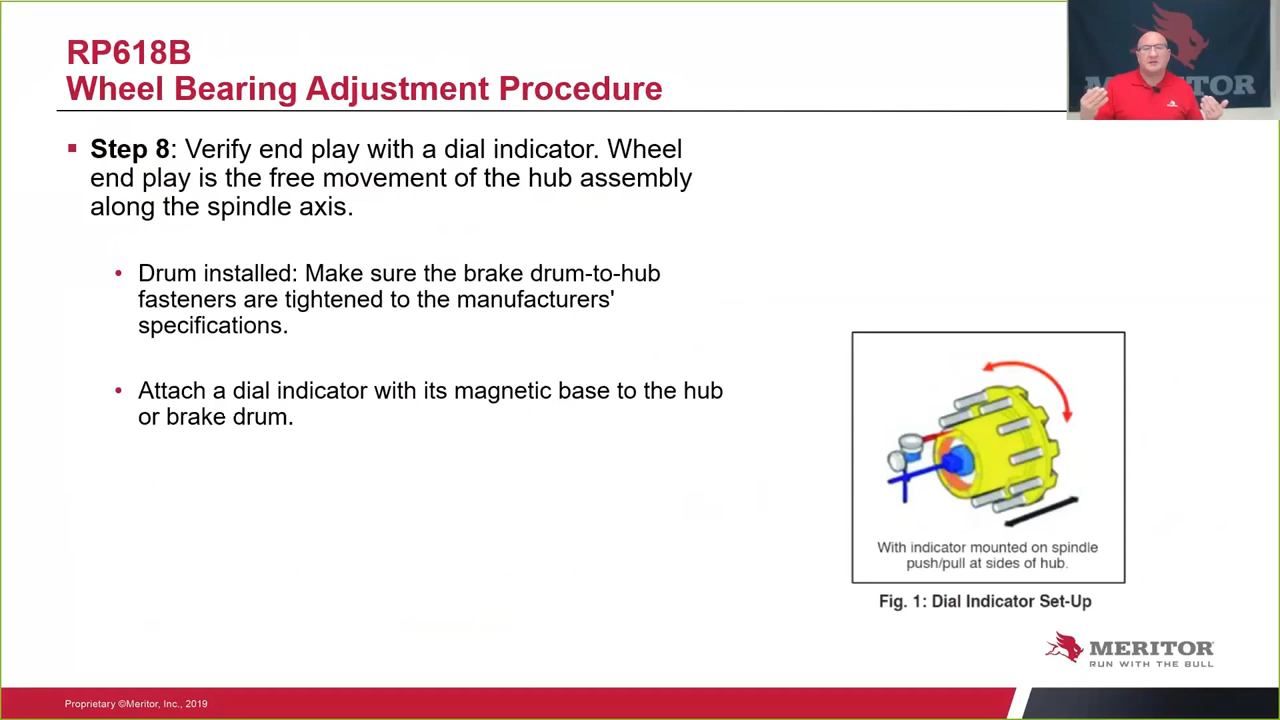 RP618B
Wheel Bearing Adjustment Procedure
MERITOR
Step 8: Verify end play with a dial indicator. Wheel
end play is the free movement of the hub assembly
along the spindle axis.
Drum installed: Make sure the brake drum-to-hub
fasteners are tightened to the manufacturers'
specifications.
Attach a dial indicator with its magnetic base to the hub
or brake drum.
With indicator mounted on spindle
push/pull at sides of hub.
Fig. 1: Dial Indicator Set-Up
MERITOR
RUN WITH THE BULL
Proprietary ©Meritor, Inc., 2019